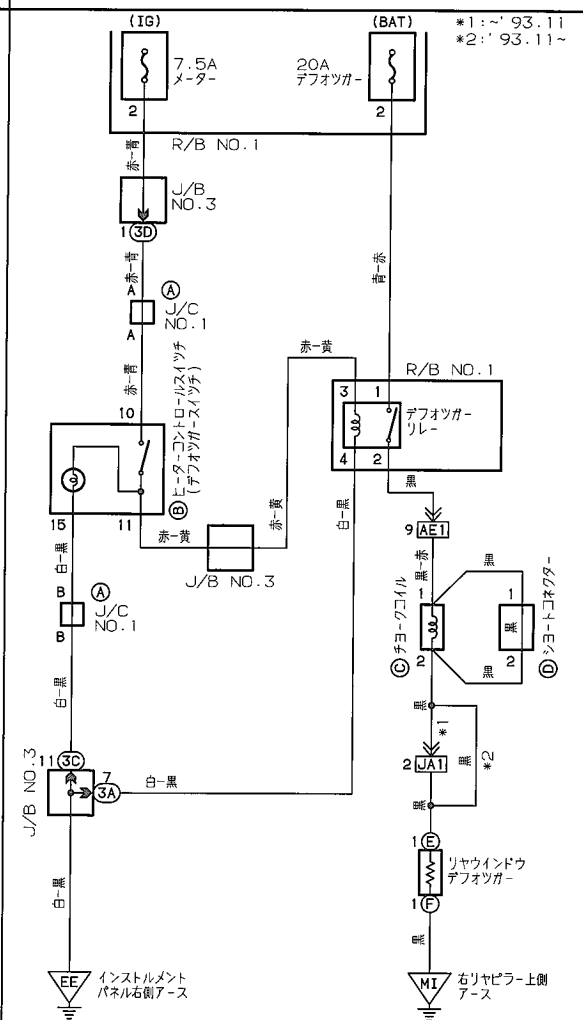 (IG)
(BAT)
*1:~'93.11
*2:'93.11~
7.5A
メーター
20A
デフオツガー
2
2
R/B NO.1
赤-青
J/B
NO.3
1 3D
赤-青
A
A
J/C
NO.1
A
赤-青
青-赤
赤-黄
R/B NO.1
3
1
デフオツガー
リレー
4
2
10
ヒーターコントロールスイツチ
(デフオツガースイツチ)
B
15
11
赤-黄
赤-黄
J/B NO.3
白-黒
白-黒
黒
9 AE1
黒-赤
黒
B
A
J/C
NO.1
B
1
チヨークコイル
C
2
1
黒
2
シヨートコネクター
D
黒
白-黒
黒
*1
黒
*2
2 JA1
黒
J/B NO.3
11 3C
7
3A
白-黒
1 E
リヤウインドウ
デフオツガー
1 F
白-黒
黒
EE
インストルメント
パネル右側アース
MI
右リヤピラー上側
アース